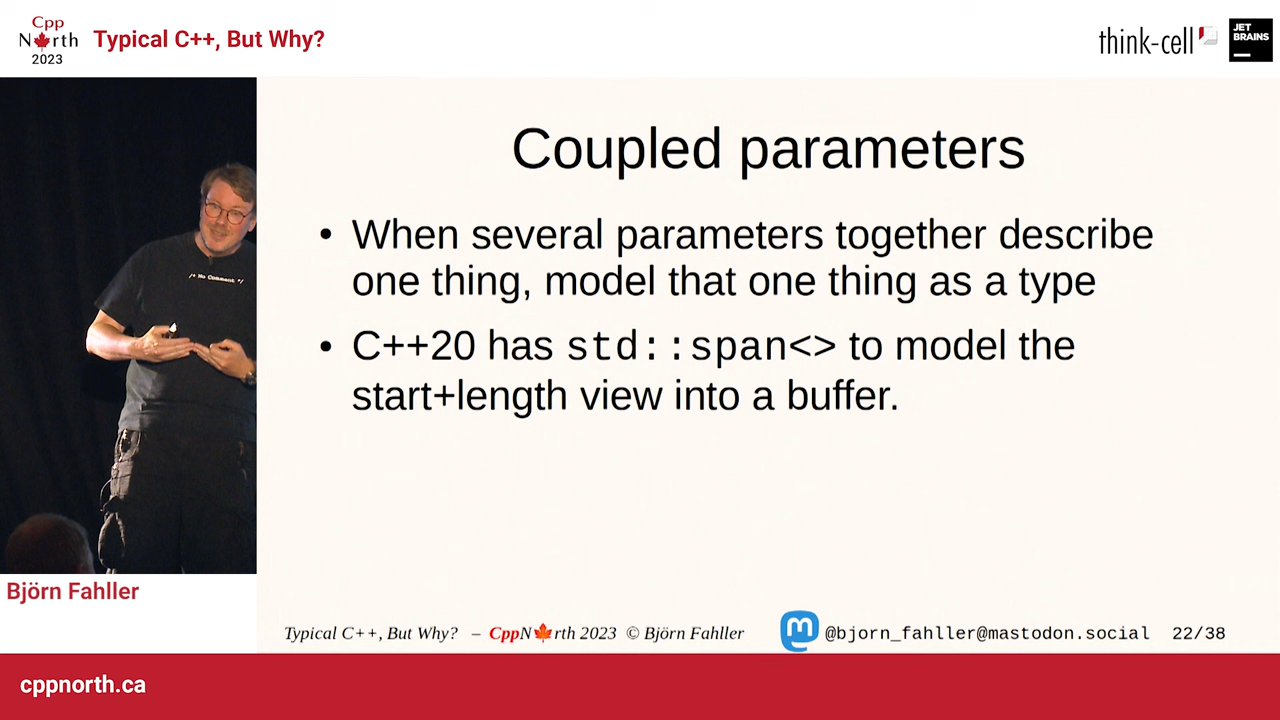 Cpp
North
2023
Typical C++, But Why?
think-cell
JET
BRAINS
/* No Comment */
Björn Fahller
Coupled parameters
• When several parameters together describe
one thing, model that one thing as a type
• C++20 has std::span<> to model the
start+length view into a buffer.
Typical C++, But Why? – CppN🍁rth 2023 © Björn Fahller
@bjorn_fahller@mastodon.social 22/38
cppnorth.ca